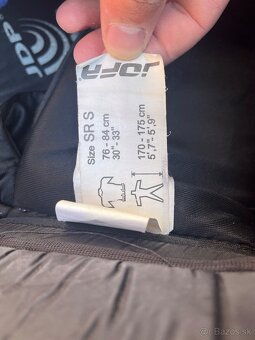 JOFA
Size SR S
76 - 84 cm
30"- 33"
170 - 175 cm
5',7"- 5',9"
JOFA
© Bazos.sk